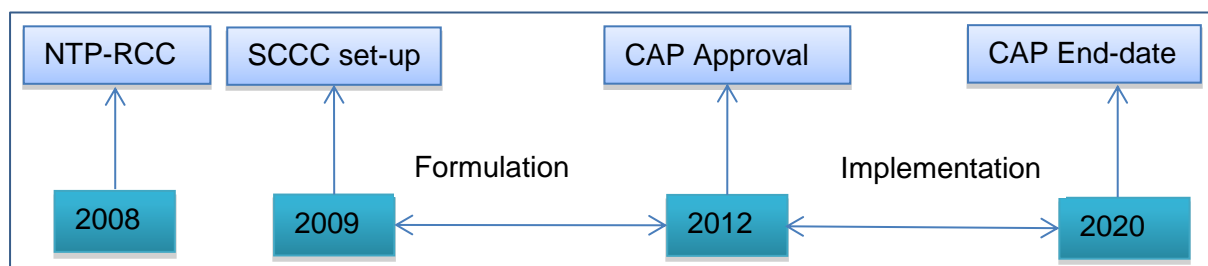 NTP-RCC
SCCC set-up
CAP Approval
CAP End-date
Formulation
Implementation
2008
2009
2012
2020